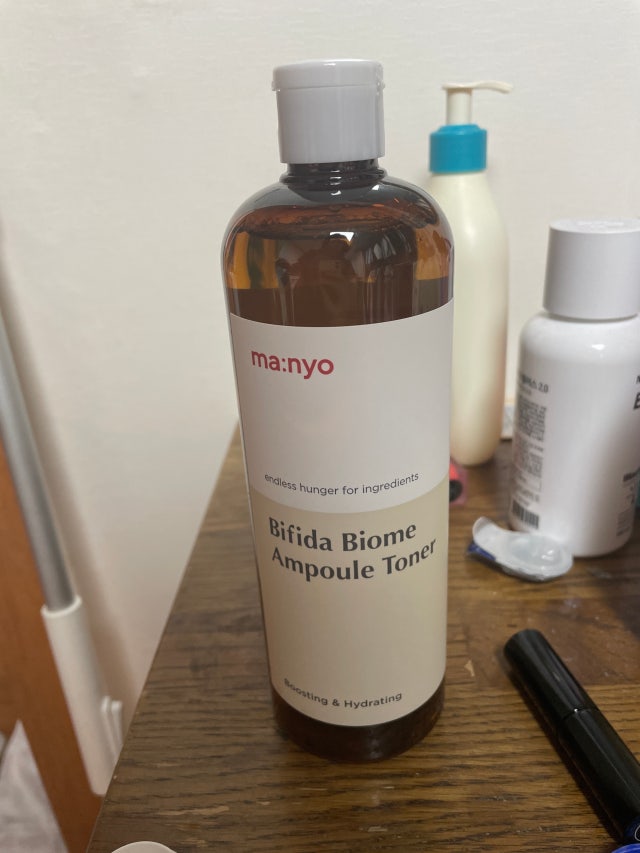 ma:nyo
endless hunger for ingredients
Bifida Biome
Ampoule Toner
Boosting & Hydrating